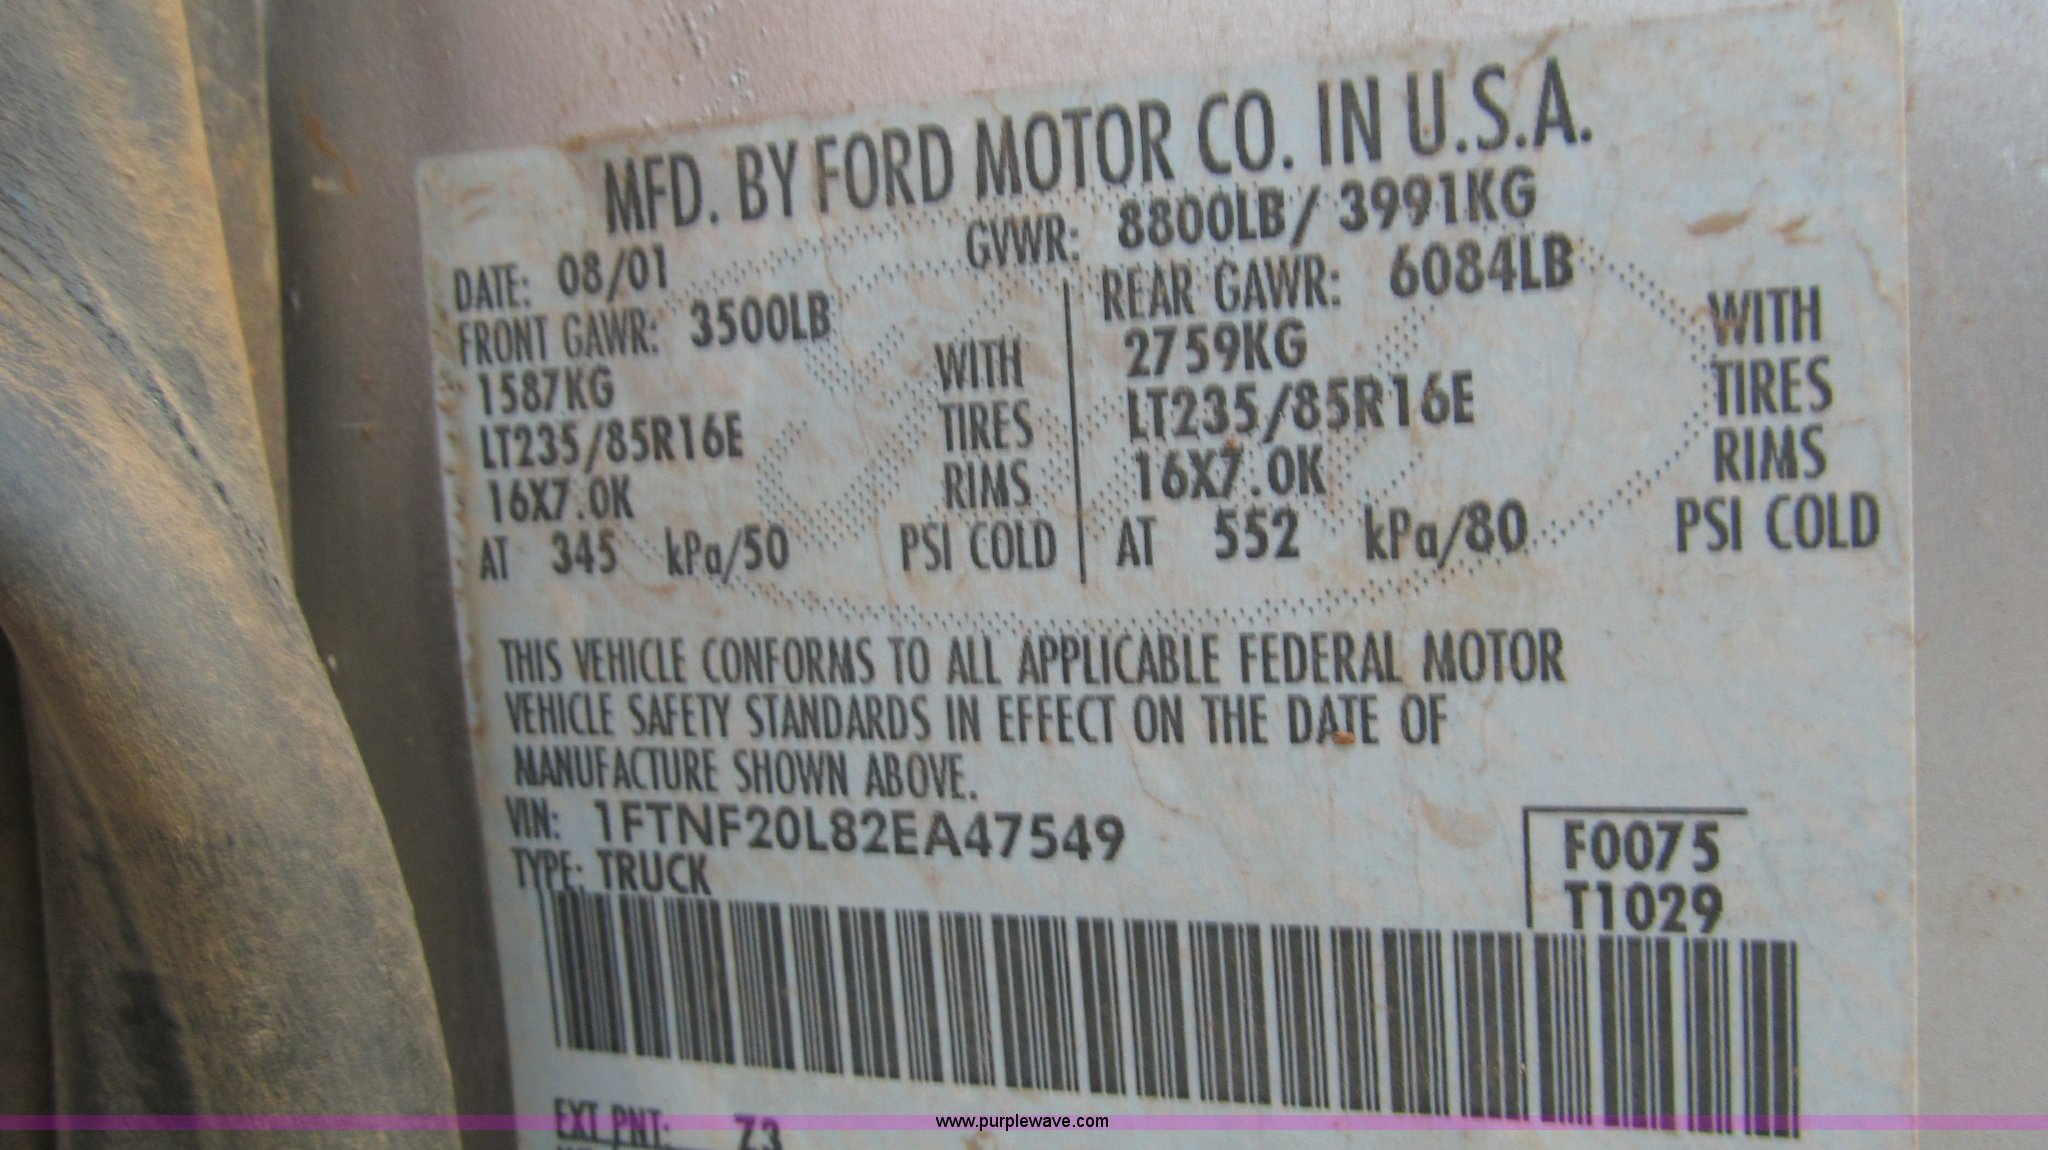 MFD. BY FORD MOTOR CO. IN U.S.A.
DATE: 08/01 GVWR: 8800LB/ 3991KG
FRONT GAWR: 3500LB REAR GAWR: 6084LB
1587KG WITH 2759KG WITH
LT235/85R16E TIRES LT235/85R16E TIRES
16X7.0K RIMS 16X7.0K RIMS
AT 345 kPa/50 PSI COLD AT 552 kPa/80 PSI COLD
THIS VEHICLE CONFORMS TO ALL APPLICABLE FEDERAL MOTOR
VEHICLE SAFETY STANDARDS IN EFFECT ON THE DATE OF
MANUFACTURE SHOWN ABOVE.
VIN: 1FTNF20L82EA47549 F0075
TYPE: TRUCK T1029
EXT PNT: Z3
www.purplewave.com